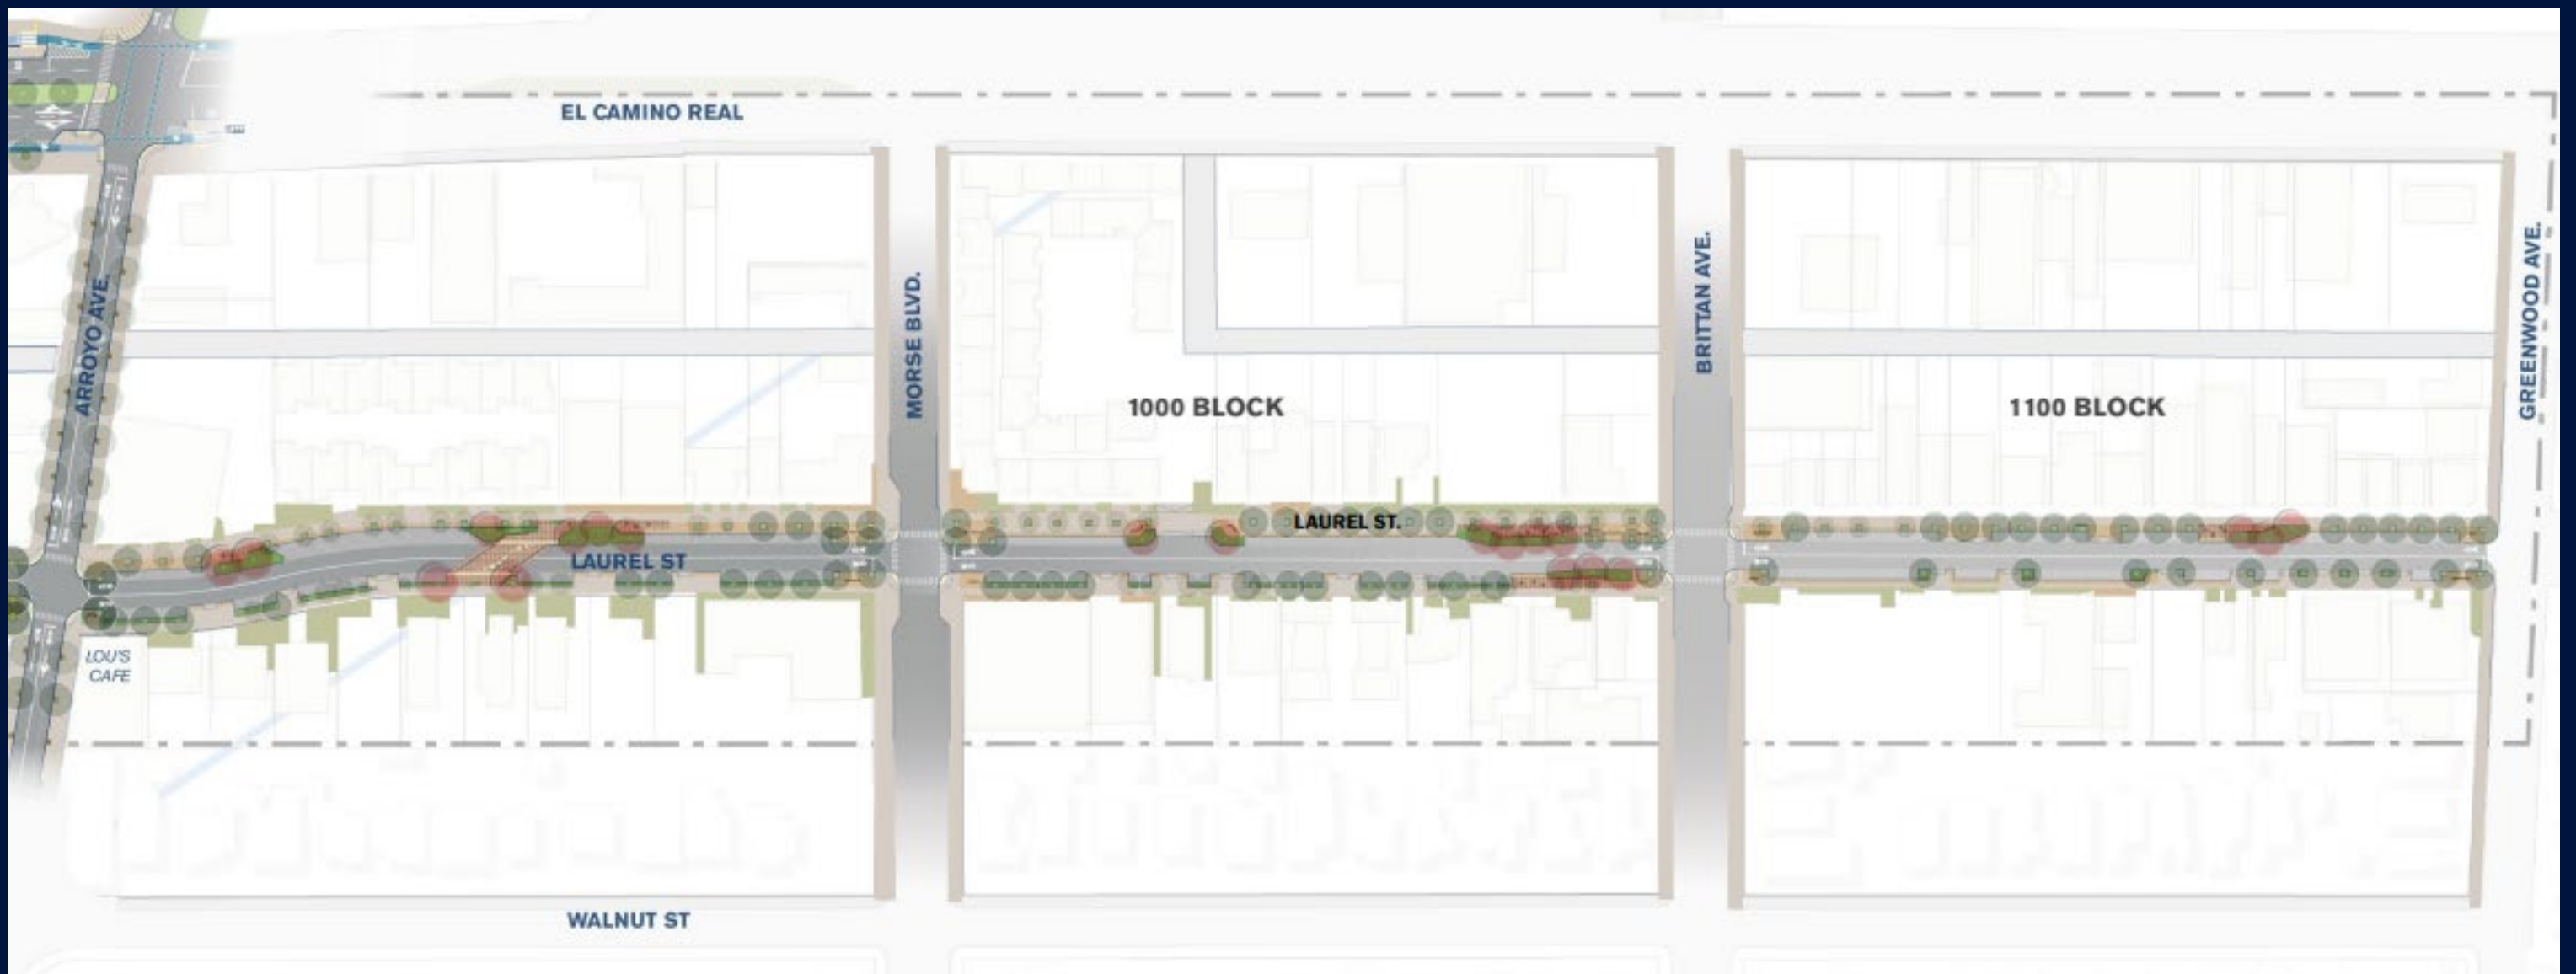 EL CAMINO REAL
ARROYO AVE.
MORSE BLVD.
BRITTAN AVE.
GREENWOOD AVE.
1000 BLOCK
1100 BLOCK
LAUREL ST.
LAUREL ST
LOU'S
CAFE
WALNUT ST